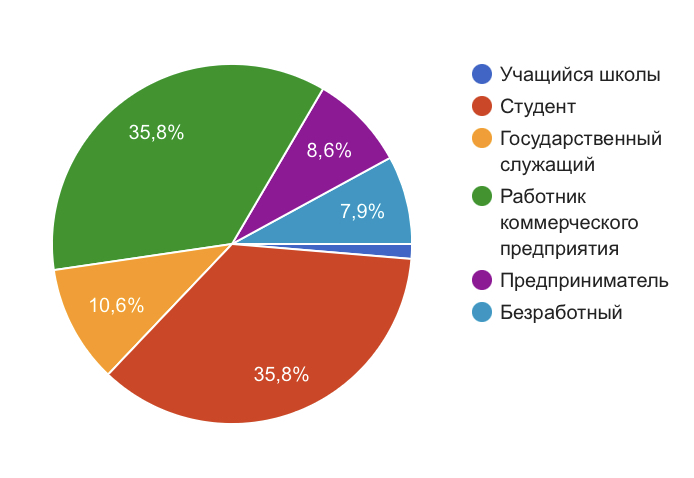 35,8%
8,6%
7,9%
10,6%
35,8%
Учащийся школы
Студент
Государственный
служащий
Работник
коммерческого
предприятия
Предприниматель
Безработный